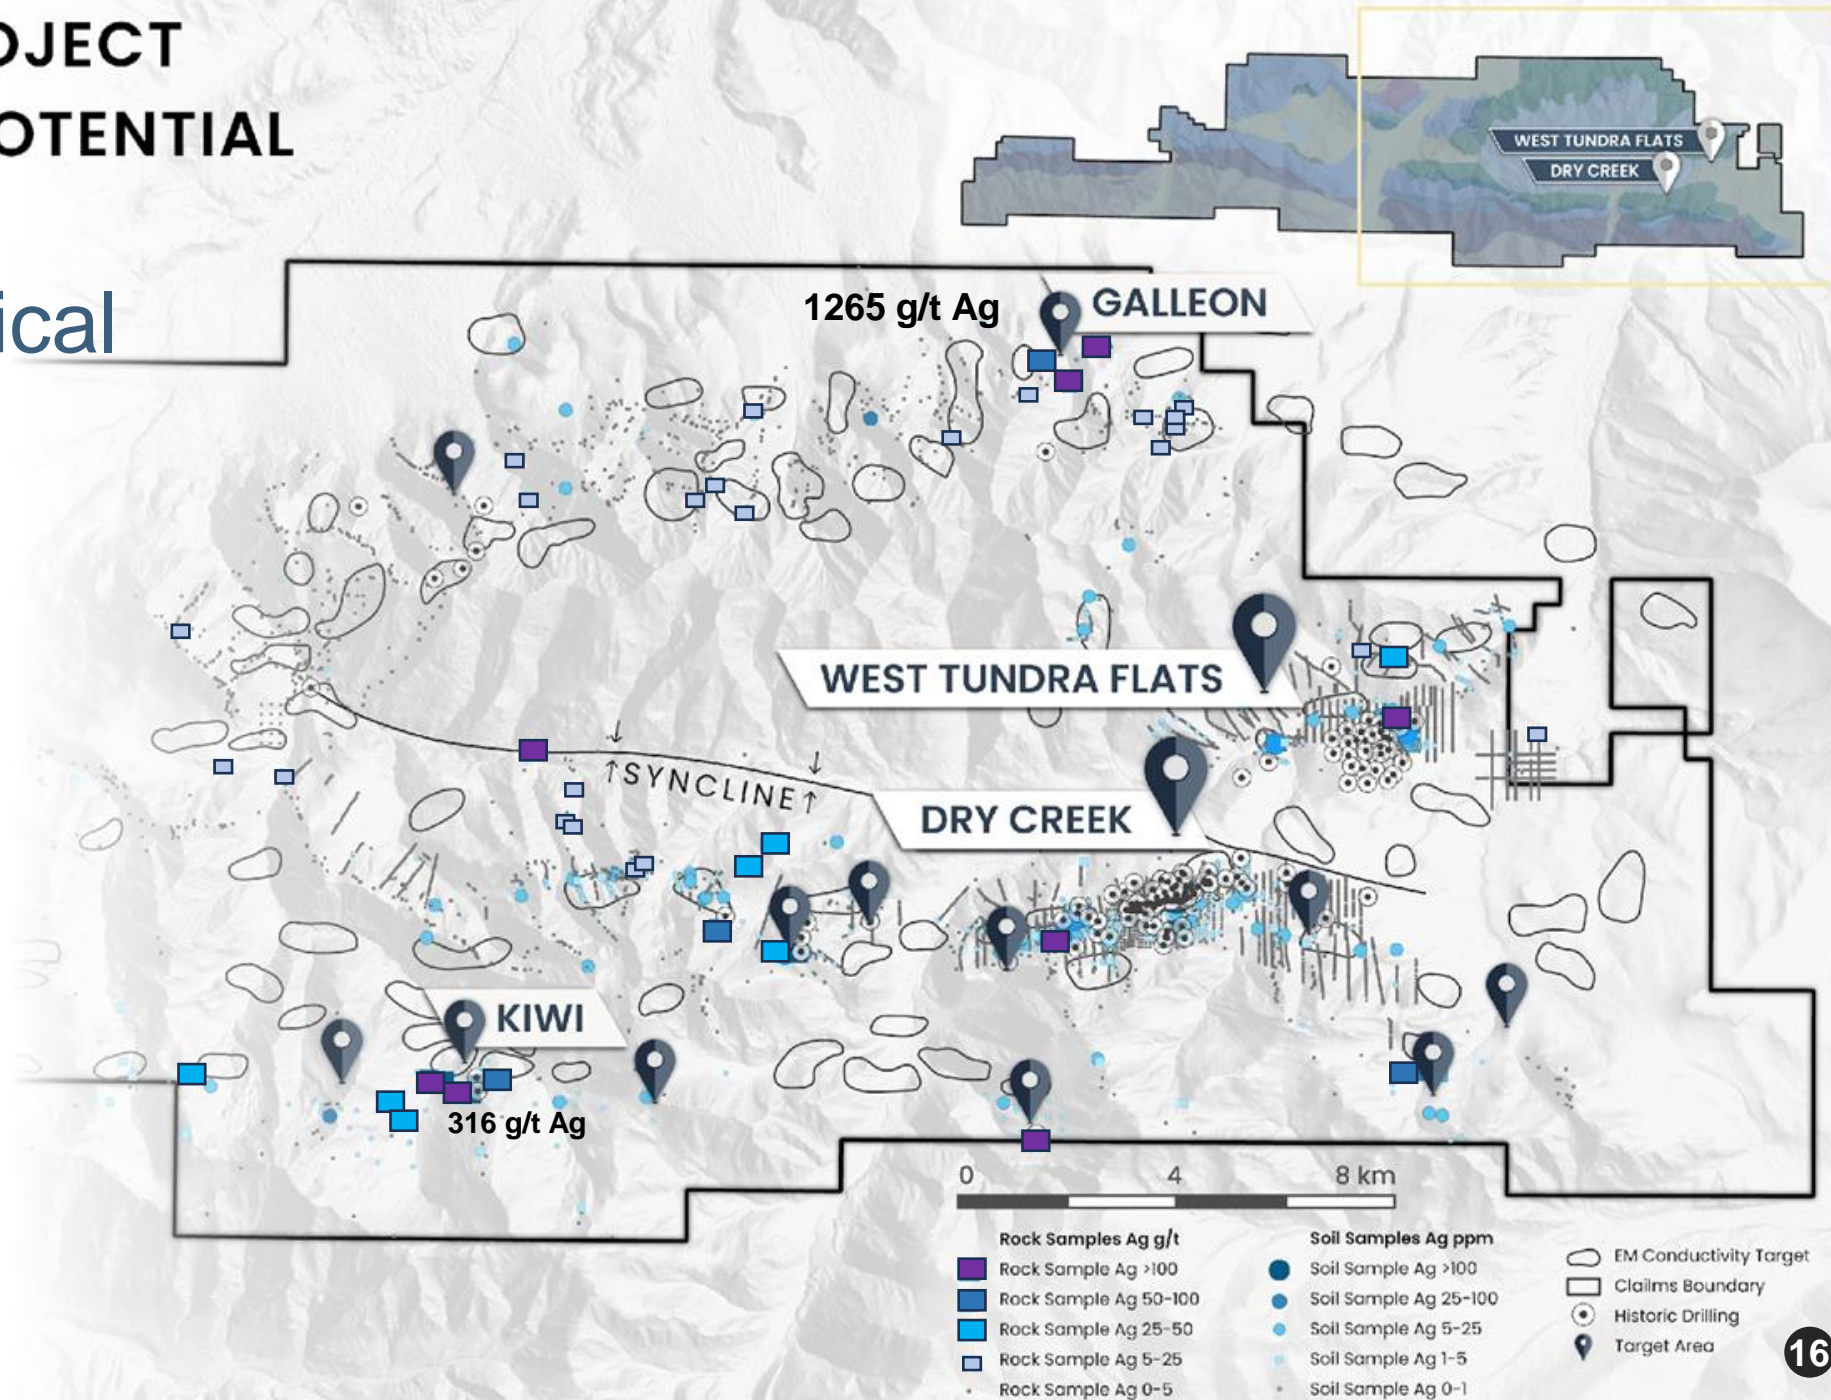 OJECT
OTENTIAL
ical
WEST TUNDRA FLATS
DRY CREEK
1265 g/t Ag
GALLEON
WEST TUNDRA FLATS
SYNCLINE
DRY CREEK
KIWI
316 g/t Ag
0 4 8 km
Rock Samples Ag g/t
Rock Sample Ag >100
Rock Sample Ag 50-100
Rock Sample Ag 25-50
Rock Sample Ag 5-25
Rock Sample Ag 0-5
Soil Samples Ag ppm
Soil Sample Ag >100
Soil Sample Ag 25-100
Soil Sample Ag 5-25
Soil Sample Ag 1-5
Soil Sample Ag 0-1
EM Conductivity Target
Clailms Boundary
Historic Drilling
Target Area
16